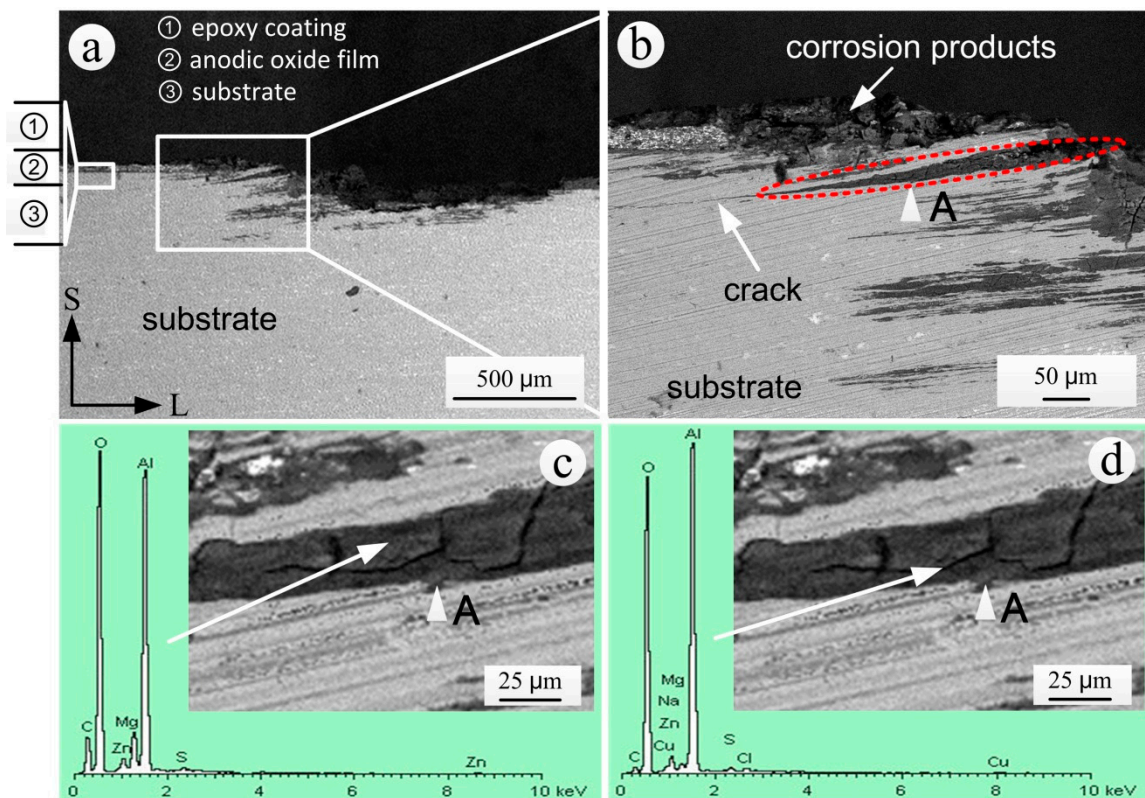 a
① epoxy coating
② anodic oxide film
③ substrate
①
②
③
substrate
S
L
500 µm
b
corrosion products
A
crack
substrate
50 µm
c
O
Al
C
Zn
Mg
S
Zn
A
25 µm
0 2 4 6 8 10 keV
d
Al
O
Mg
Na
Zn
Cu
C
S
Cl
Cu
A
25 µm
0 2 4 6 8 10 keV